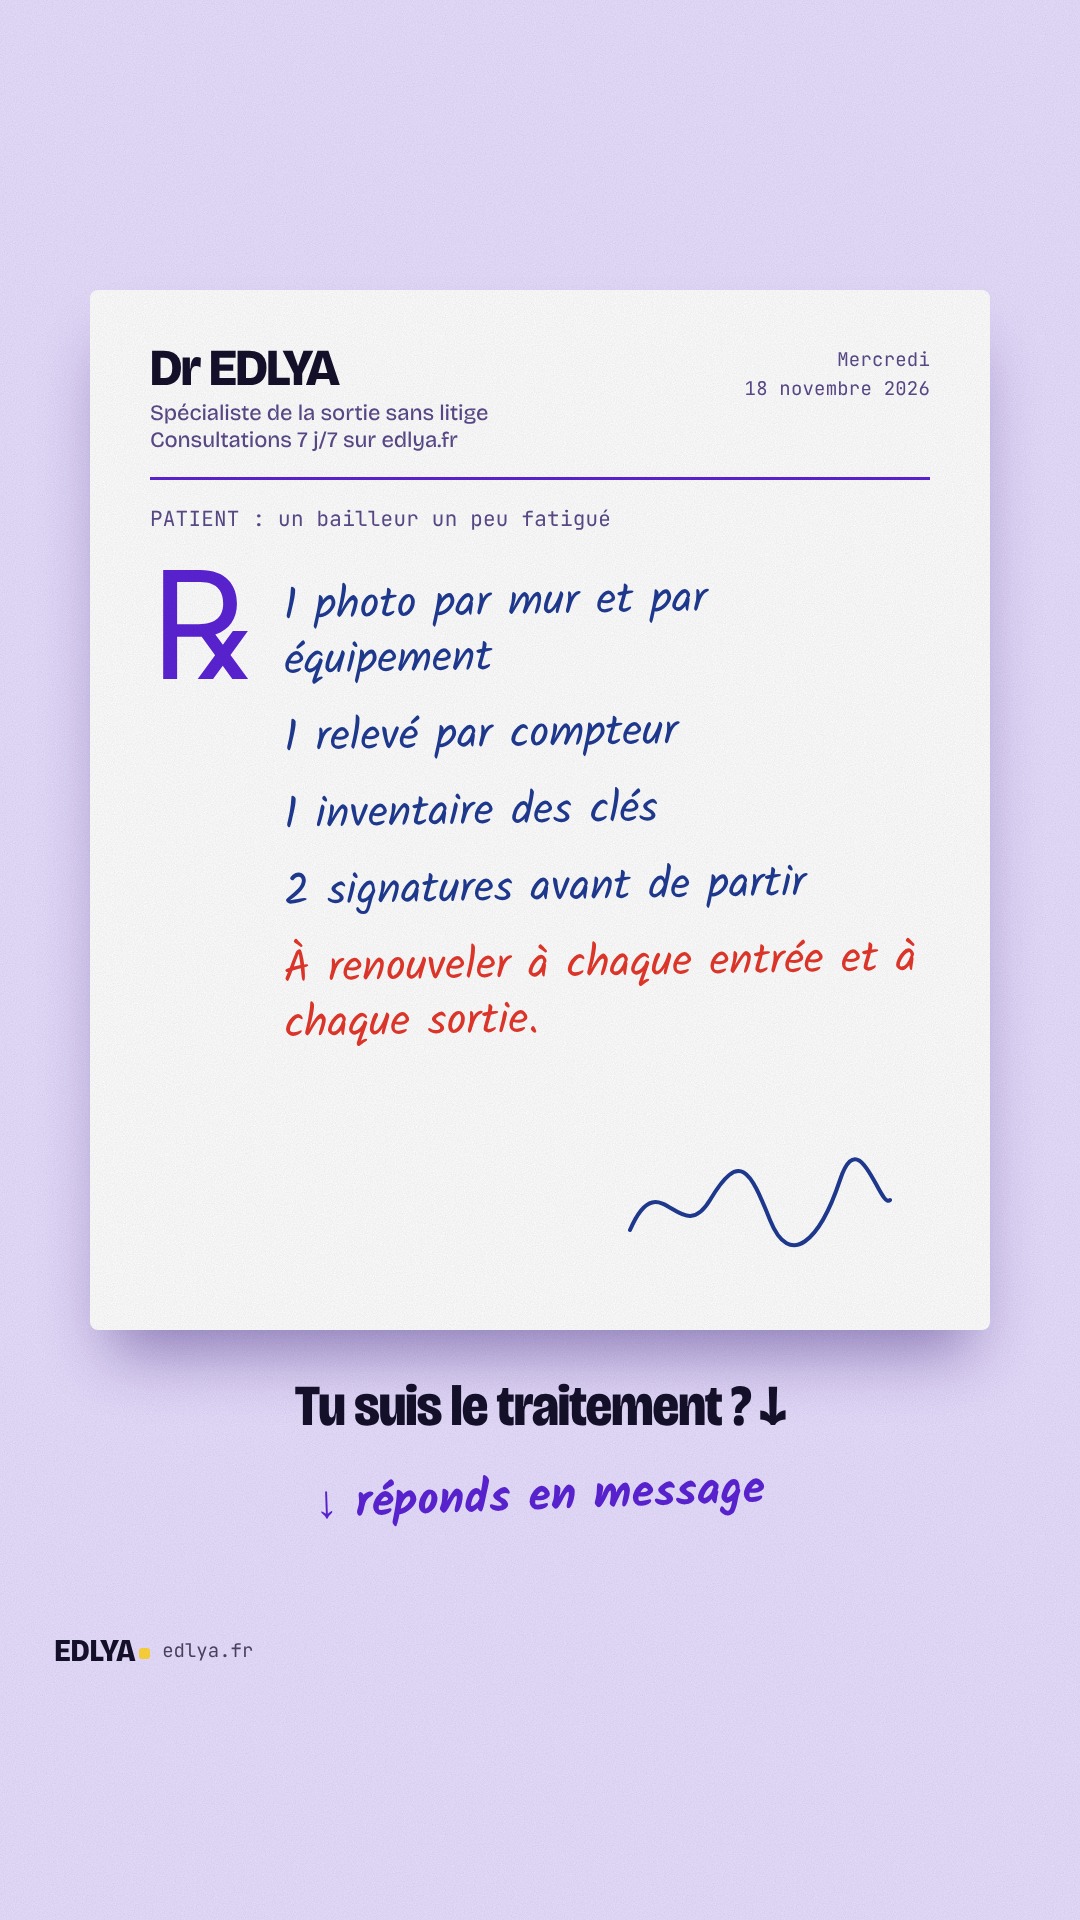 Dr EDLYA
Spécialiste de la sortie sans litige
Consultations 7 j/7 sur edlya.fr
Mercredi
18 novembre 2026
PATIENT : un bailleur un peu fatigué
℞
1 photo par mur et par
équipement
1 relevé par compteur
1 inventaire des clés
2 signatures avant de partir
À renouveler à chaque entrée et à
chaque sortie.
Tu suis le traitement ? ↓
↓ réponds en message
EDLYA. edlya.fr